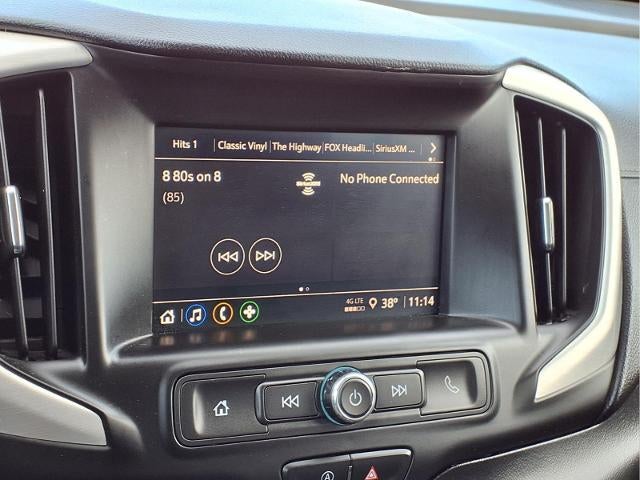 Hits 1 Classic Vinyl The Highway FOX Headli... SiriusXM ...
8 80s on 8
(85)
SiriusXM
No Phone Connected
4G LTE
38° 11:14
A